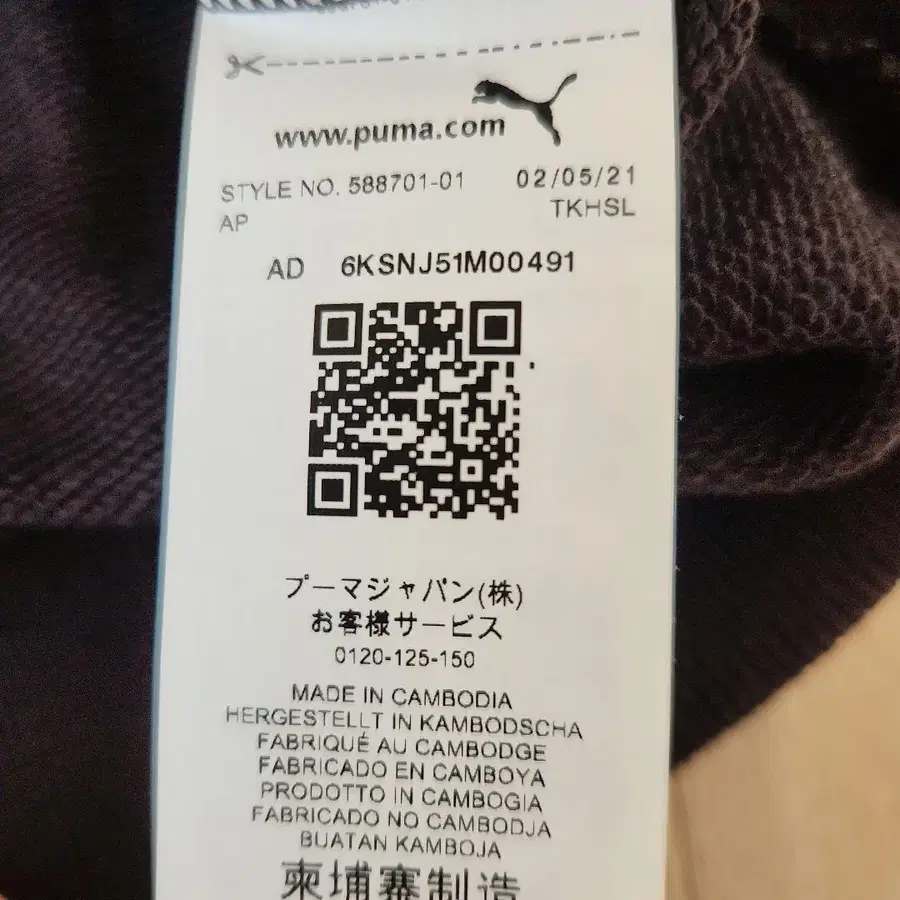 www.puma.com
STYLE NO. 588701-01 02/05/21
AP TKHSL
AD 6KSNJ51M00491
プーマジャパン(株)
お客様サービス
0120-125-150
MADE IN CAMBODIA
HERGESTELLT IN KAMBODSCHA
FABRIQUÉ AU CAMBODGE
FABRICADO EN CAMBOYA
PRODOTTO IN CAMBOGIA
FABRICADO NO CAMBODJA
BUATAN KAMBOJA
柬埔寨制造